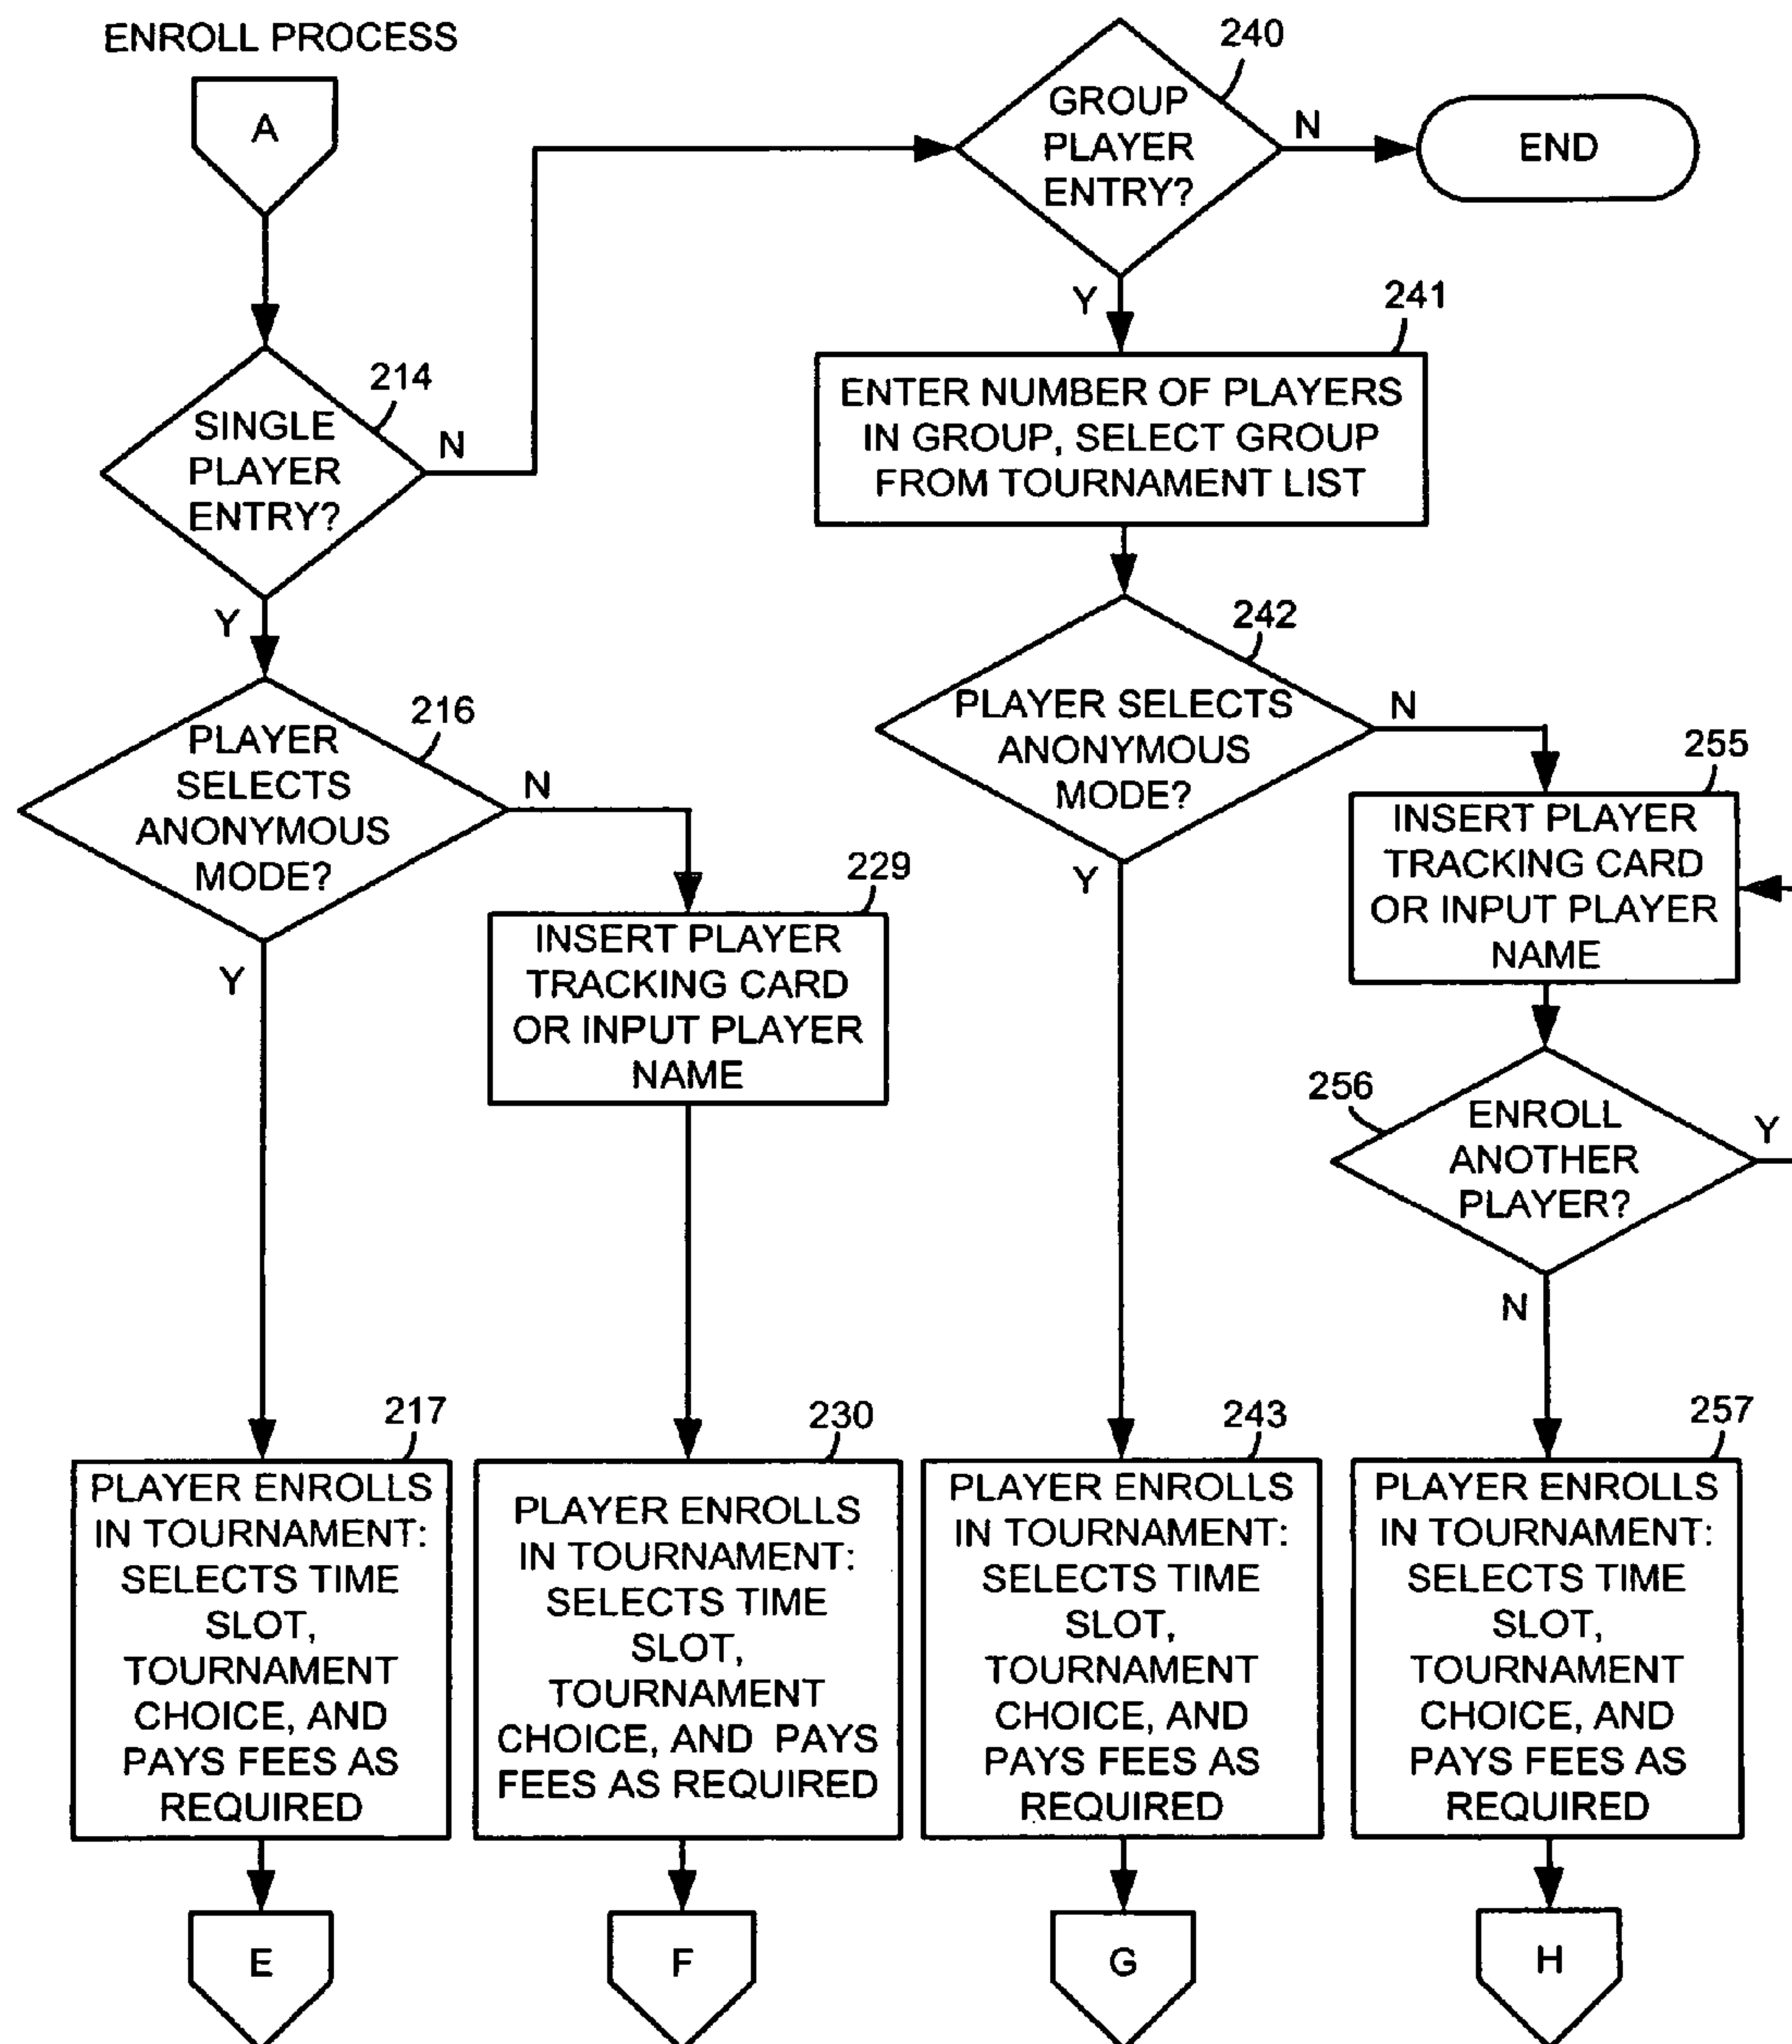 ENROLL PROCESS
A
214
SINGLE
PLAYER
ENTRY?
N
Y
216
PLAYER
SELECTS
ANONYMOUS
MODE?
N
Y
229
INSERT PLAYER
TRACKING CARD
OR INPUT PLAYER
NAME
217
PLAYER ENROLLS
IN TOURNAMENT:
SELECTS TIME
SLOT,
TOURNAMENT
CHOICE, AND
PAYS FEES AS
REQUIRED
E
230
PLAYER ENROLLS
IN TOURNAMENT:
SELECTS TIME
SLOT,
TOURNAMENT
CHOICE, AND PAYS
FEES AS REQUIRED
F
240
GROUP
PLAYER
ENTRY?
N
END
Y
241
ENTER NUMBER OF PLAYERS
IN GROUP, SELECT GROUP
FROM TOURNAMENT LIST
242
PLAYER SELECTS
ANONYMOUS
MODE?
N
Y
255
INSERT PLAYER
TRACKING CARD
OR INPUT PLAYER
NAME
256
ENROLL
ANOTHER
PLAYER?
Y
N
243
PLAYER ENROLLS
IN TOURNAMENT:
SELECTS TIME
SLOT,
TOURNAMENT
CHOICE, AND
PAYS FEES AS
REQUIRED
G
257
PLAYER ENROLLS
IN TOURNAMENT:
SELECTS TIME
SLOT,
TOURNAMENT
CHOICE, AND
PAYS FEES AS
REQUIRED
H